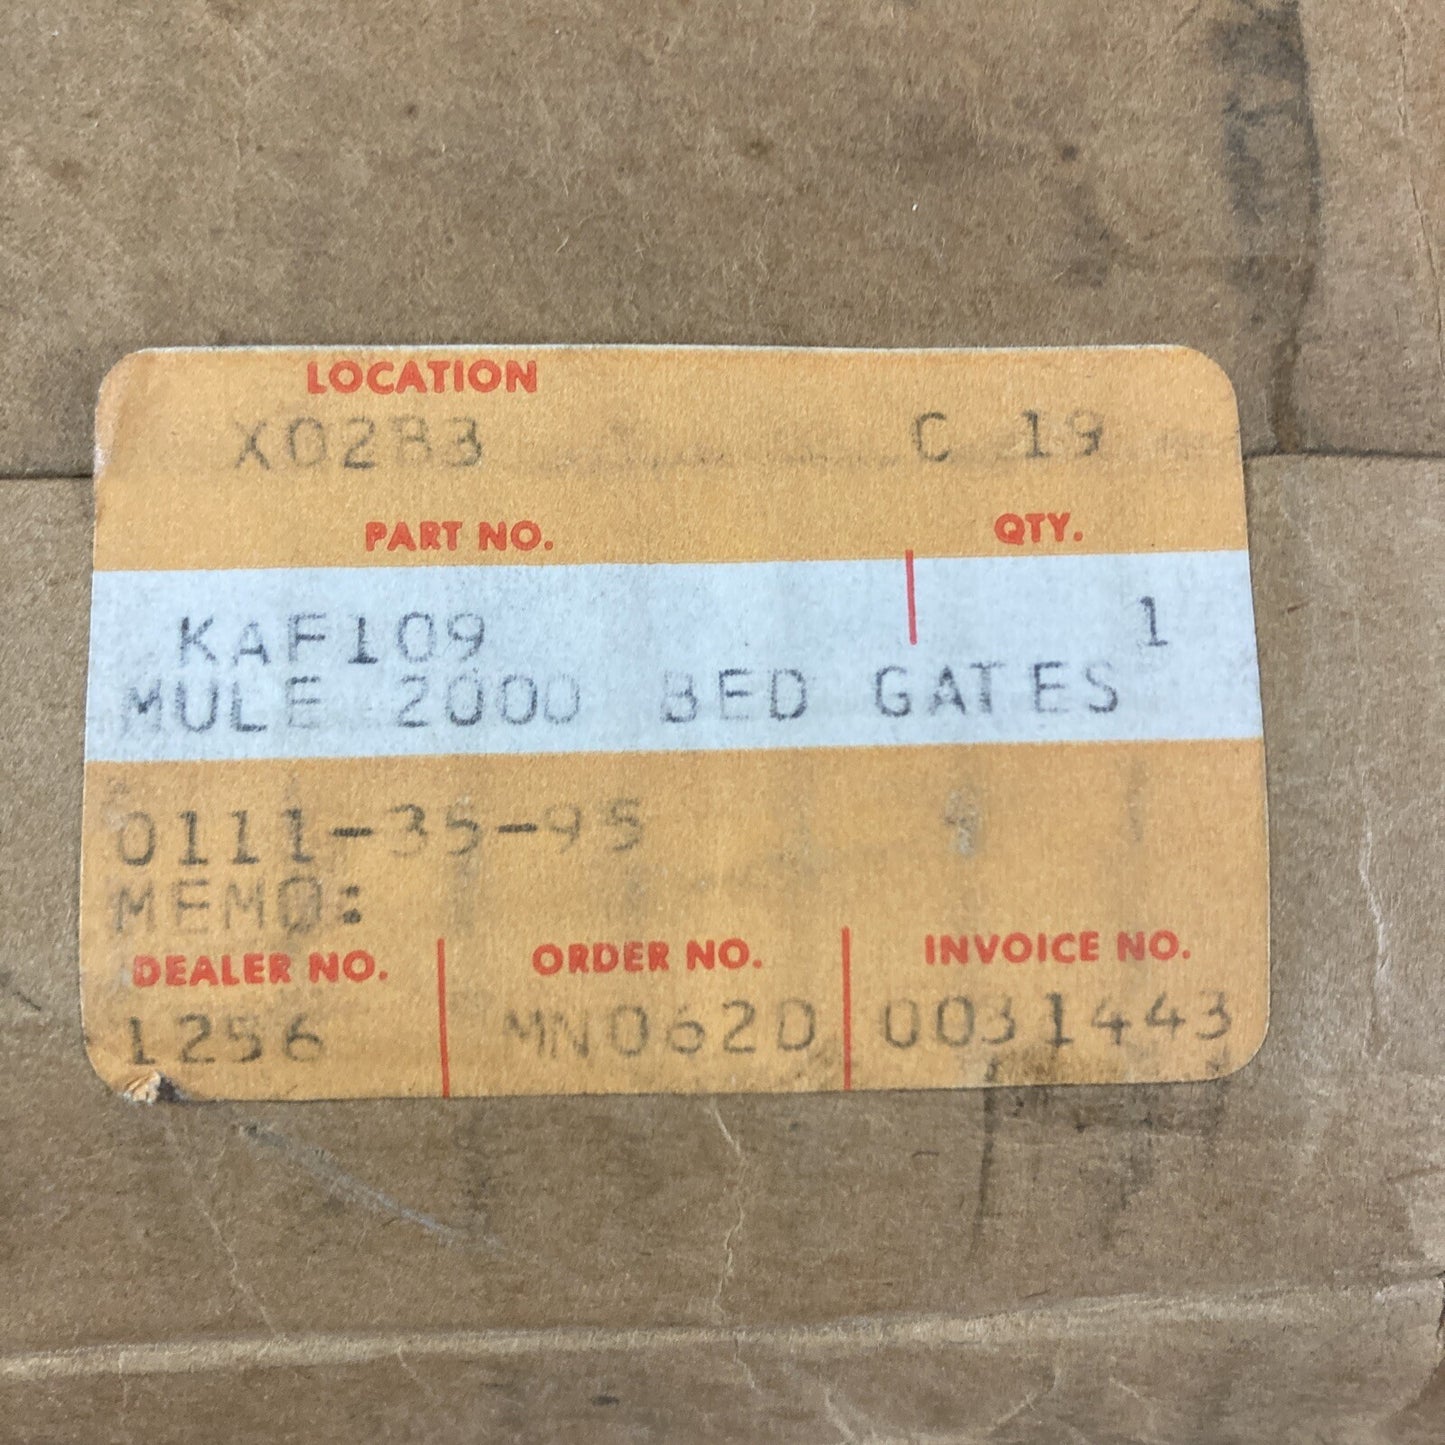 LOCATION
X02B3 C 19
PART NO. QTY.
KAF109 1
MULE 2000 BED GATES
0111-35-95
MEMO:
DEALER NO. ORDER NO. INVOICE NO.
1256 MN0620 0031443